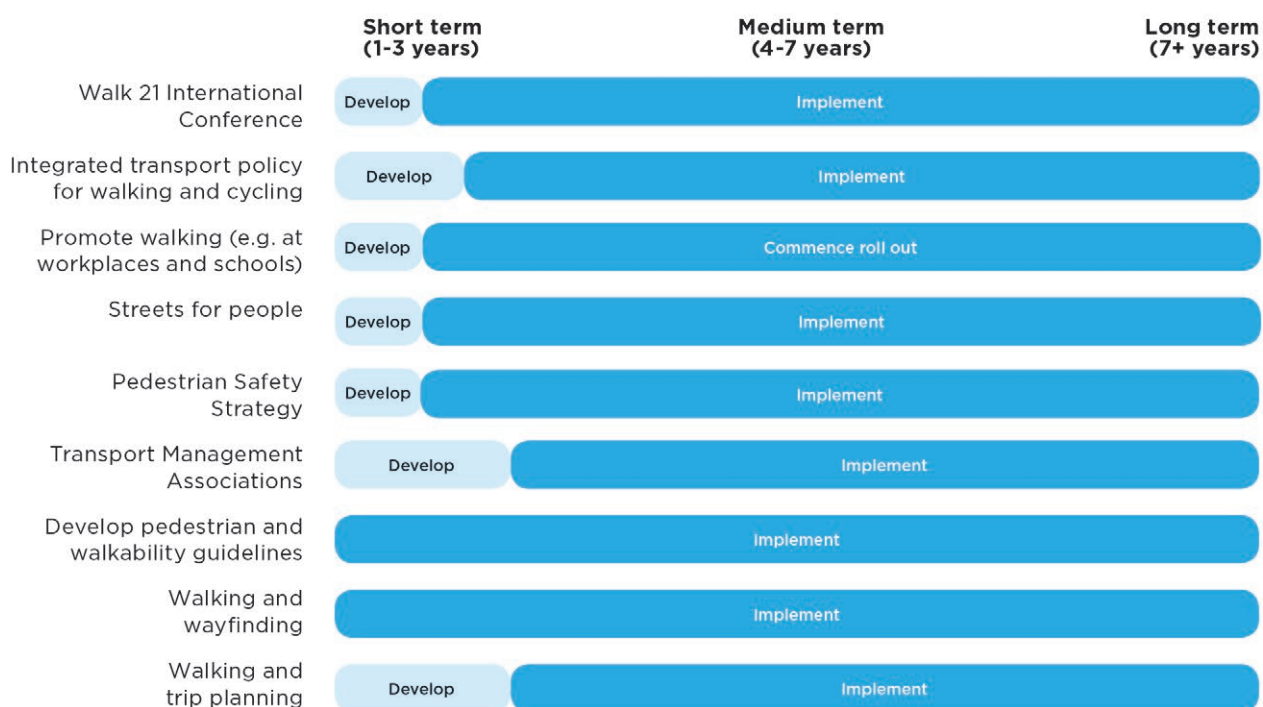 Short term
(1-3 years)
Medium term
(4-7 years)
Long term
(7+ years)
Walk 21 International
Conference
Develop
Implement
Integrated transport policy
for walking and cycling
Develop
Implement
Promote walking (e.g. at
workplaces and schools)
Develop
Commence roll out
Streets for people
Develop
Implement
Pedestrian Safety
Strategy
Develop
Implement
Transport Management
Associations
Develop
Implement
Develop pedestrian and
walkability guidelines
Implement
Walking and
wayfinding
Implement
Walking and
trip planning
Develop
Implement